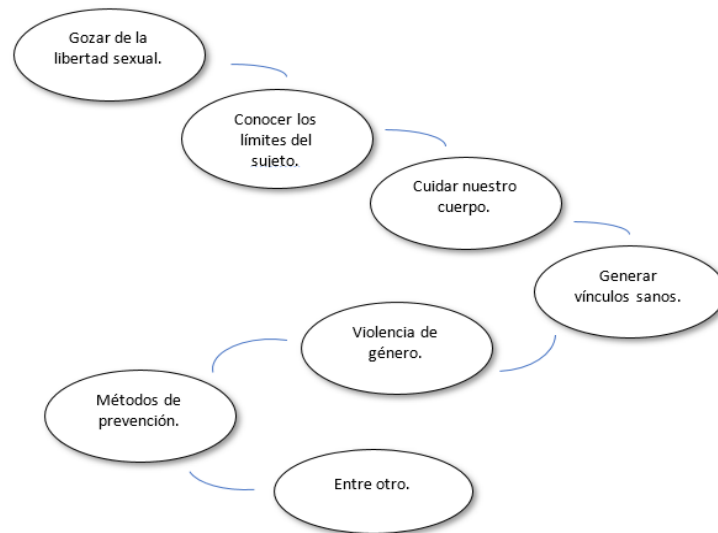 Gozar de la
libertad sexual.
Conocer los
límites del
sujeto.
Cuidar nuestro
cuerpo.
Generar
vínculos sanos.
Violencia de
género.
Métodos de
prevención.
Entre otro.